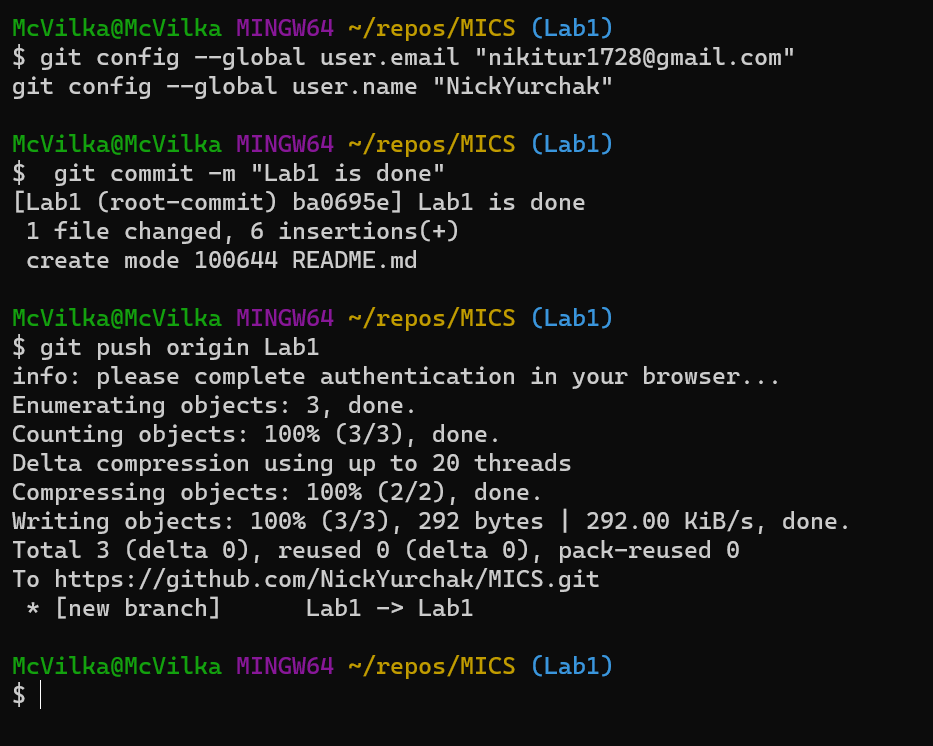 McVilka@McVilka MINGW64 ~/repos/MICS (Lab1)
$ git config --global user.email "nikitur1728@gmail.com"
git config --global user.name "NickYurchak"
McVilka@McVilka MINGW64 ~/repos/MICS (Lab1)
$  git commit -m "Lab1 is done"
[Lab1 (root-commit) ba0695e] Lab1 is done
 1 file changed, 6 insertions(+)
 create mode 100644 README.md
McVilka@McVilka MINGW64 ~/repos/MICS (Lab1)
$ git push origin Lab1
info: please complete authentication in your browser...
Enumerating objects: 3, done.
Counting objects: 100% (3/3), done.
Delta compression using up to 20 threads
Compressing objects: 100% (2/2), done.
Writing objects: 100% (3/3), 292 bytes | 292.00 KiB/s, done.
Total 3 (delta 0), reused 0 (delta 0), pack-reused 0
To https://github.com/NickYurchak/MICS.git
 * [new branch]      Lab1 -> Lab1
McVilka@McVilka MINGW64 ~/repos/MICS (Lab1)
$